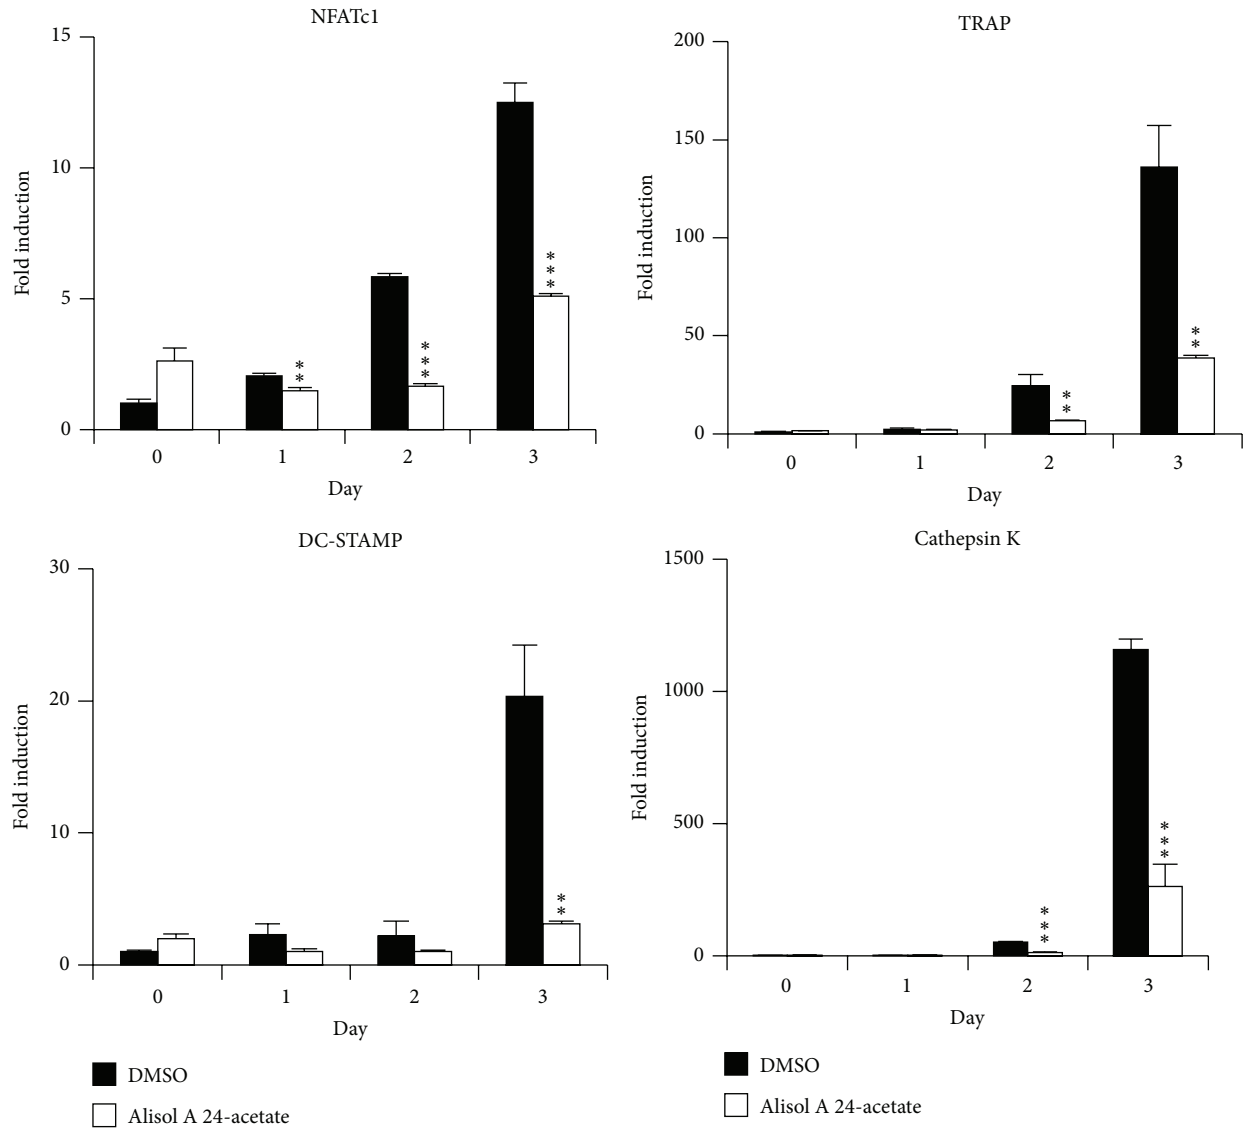 NFATc1
15
10
5
0
Fold induction
**
***
***
0 1 2 3
Day
TRAP
200
150
100
50
0
Fold induction
**
**
0 1 2 3
Day
DC-STAMP
30
20
10
0
Fold induction
**
0 1 2 3
Day
DMSO
Alisol A 24-acetate
Cathepsin K
1500
1000
500
0
Fold induction
***
***
0 1 2 3
Day
DMSO
Alisol A 24-acetate